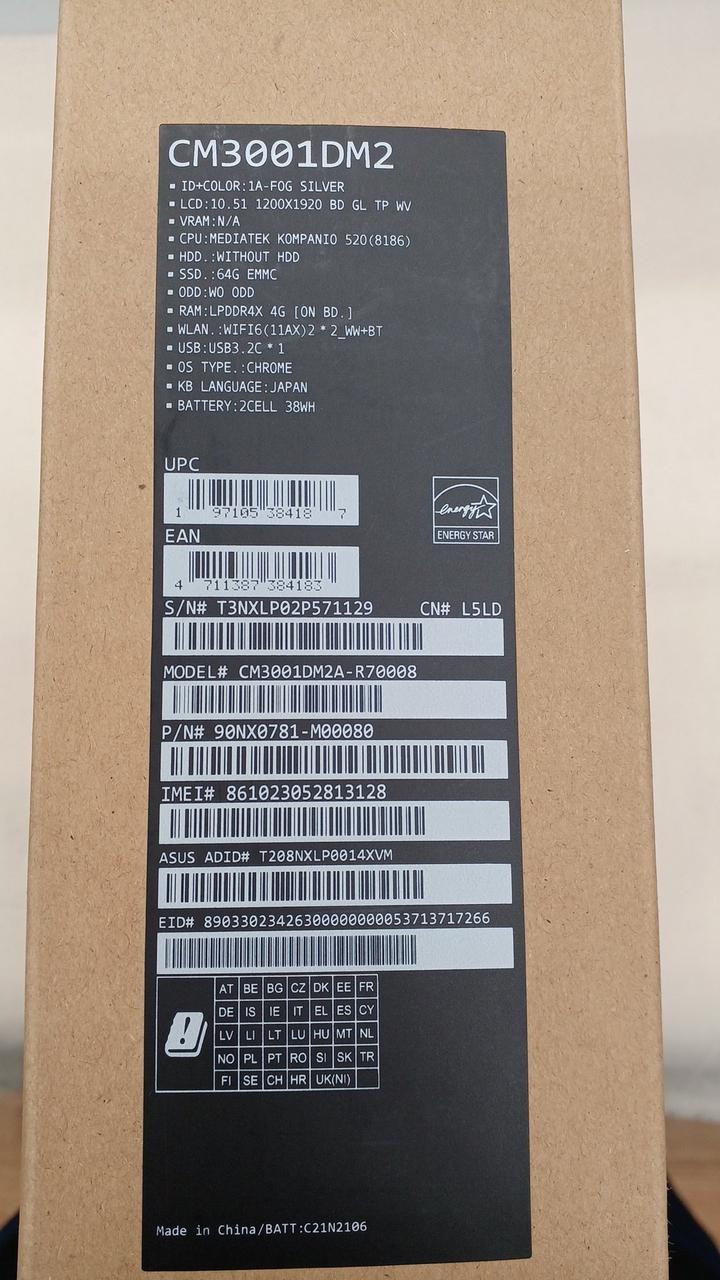 CM3001DM2
▪ ID+COLOR:1A-FOG SILVER
▪ LCD:10.51 1200X1920 BD GL TP WV
▪ VRAM:N/A
▪ CPU:MEDIATEK KOMPANIO 520(8186)
▪ HDD.:WITHOUT HDD
▪ SSD.:64G EMMC
▪ ODD:WO ODD
▪ RAM:LPDDR4X 4G [ON BD.]
▪ WLAN.:WIFI6(11AX)2*2_WW+BT
▪ USB:USB3.2C*1
▪ OS TYPE.:CHROME
▪ KB LANGUAGE:JAPAN
▪ BATTERY:2CELL 38WH
UPC
1 97105 38418 7
energy
ENERGY STAR
EAN
4 711387 384183
S/N# T3NXLP02P571129 CN# L5LD
MODEL# CM3001DM2A-R70008
P/N# 90NX0781-M00080
IMEI# 861023052813128
ASUS ADID# T208NXLP0014XVM
EID# 89033023426300000000053713717266
AT BE BG CZ DK EE FR
DE IS IE IT EL ES CY
LV LI LT LU HU MT NL
NO PL PT RO SI SK TR
FI SE CH HR UK(NI)
Made in China/BATT:C21N2106